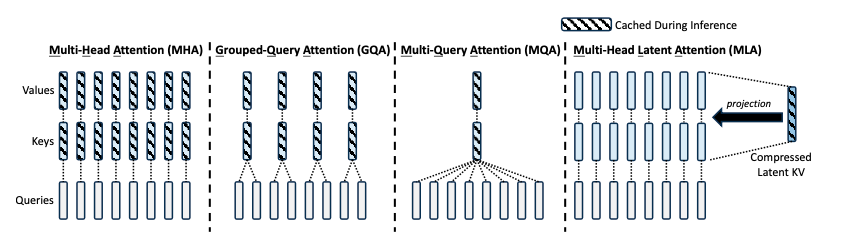 Cached During Inference
Multi-Head Attention (MHA)
Grouped-Query Attention (GQA)
Multi-Query Attention (MQA)
Multi-Head Latent Attention (MLA)
Values
Keys
Queries
projection
Compressed
Latent KV